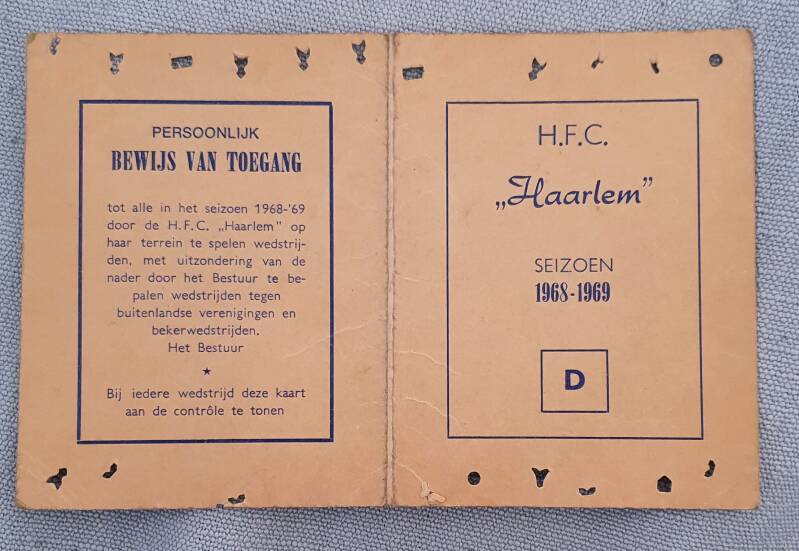 PERSOONLIJK
BEWIJS VAN TOEGANG
tot alle in het seizoen 1968-'69
door de H.F.C. „Haarlem" op
haar terrein te spelen wedstrij-
den, met uitzondering van de
nader door het Bestuur te be-
palen wedstrijden tegen
buitenlandse verenigingen en
bekerwedstrijden.
Het Bestuur
★
Bij iedere wedstrijd deze kaart
aan de contrôle te tonen
H.F.C.
„Haarlem"
SEIZOEN
1968-1969
D